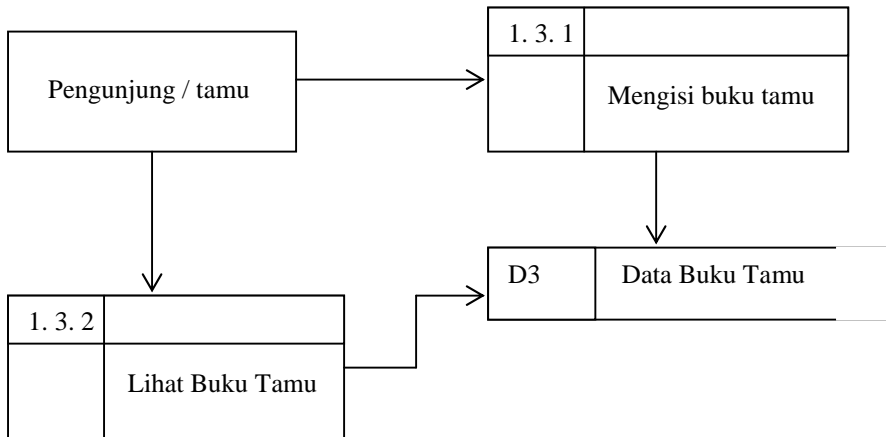 Pengunjung / tamu
1. 3. 1
Mengisi buku tamu
D3 Data Buku Tamu
1. 3. 2
Lihat Buku Tamu